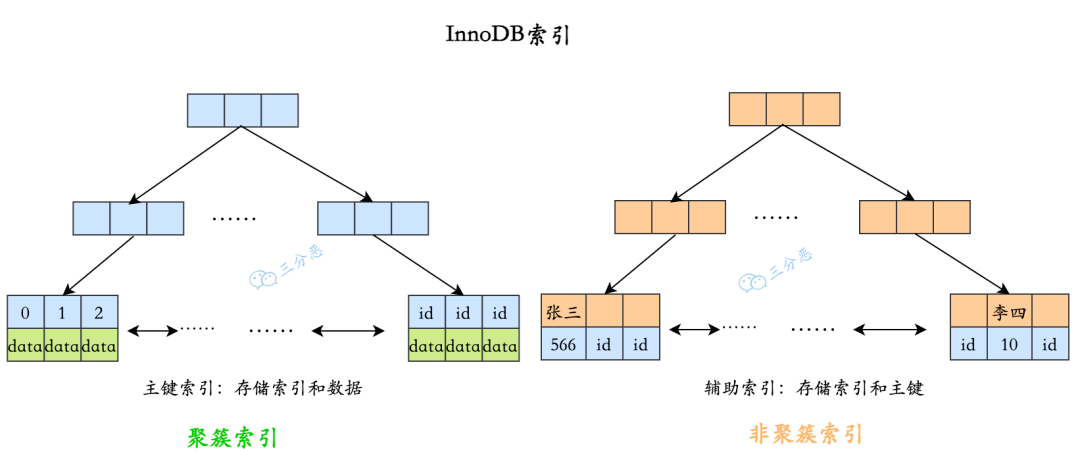 InnoDB索引
······ ······
三分恶 三分恶
0 1 2 id id id 张三 李四
data data data ······ ······ data data data 566 id id ······ ······ id 10 id
主键索引：存储索引和数据 辅助索引：存储索引和主键
聚簇索引 非聚簇索引